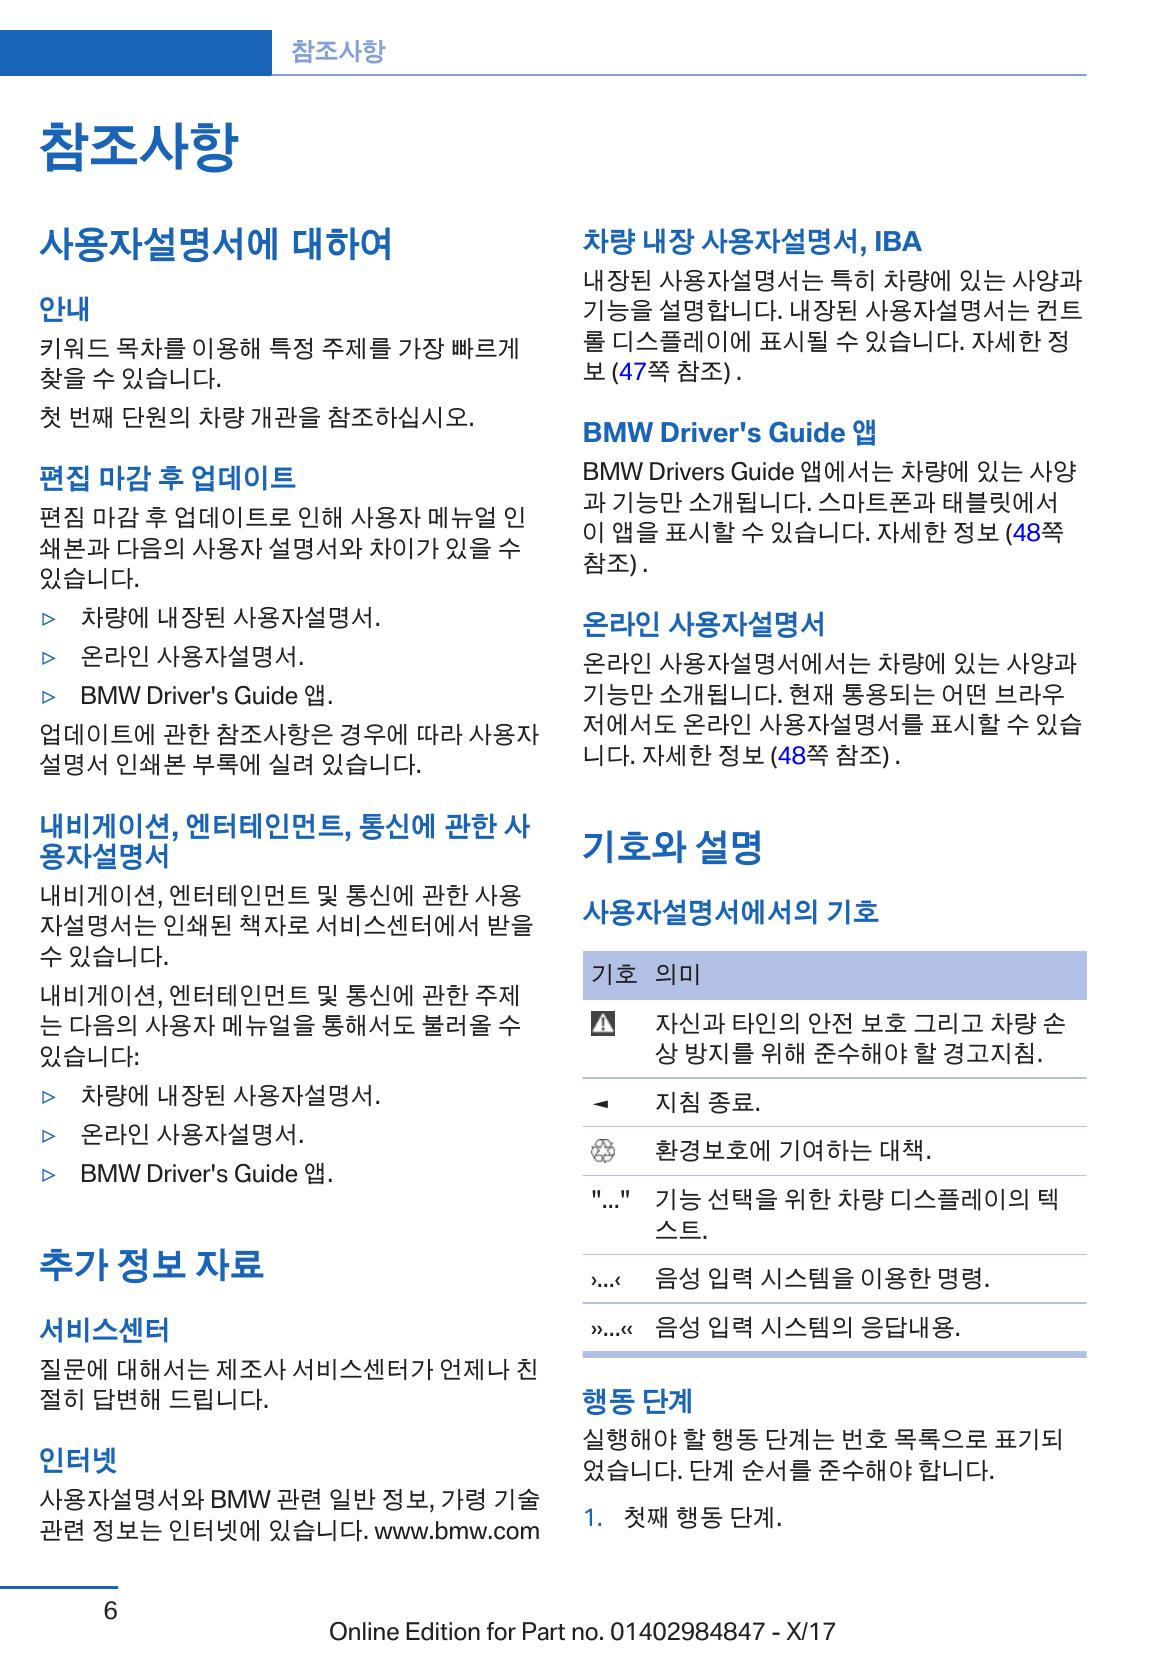 참조사항
참조사항
사용자설명서에 대하여
안내
키워드 목차를 이용해 특정 주제를 가장 빠르게
찾을 수 있습니다.
첫 번째 단원의 차량 개관을 참조하십시오.
편집 마감 후 업데이트
편짐 마감 후 업데이트로 인해 사용자 메뉴얼 인
쇄본과 다음의 사용자 설명서와 차이가 있을 수
있습니다.
▷ 차량에 내장된 사용자설명서.
▷ 온라인 사용자설명서.
▷ BMW Driver's Guide 앱.
업데이트에 관한 참조사항은 경우에 따라 사용자
설명서 인쇄본 부록에 실려 있습니다.
내비게이션, 엔터테인먼트, 통신에 관한 사
용자설명서
내비게이션, 엔터테인먼트 및 통신에 관한 사용
자설명서는 인쇄된 책자로 서비스센터에서 받을
수 있습니다.
내비게이션, 엔터테인먼트 및 통신에 관한 주제
는 다음의 사용자 메뉴얼을 통해서도 불러올 수
있습니다:
▷ 차량에 내장된 사용자설명서.
▷ 온라인 사용자설명서.
▷ BMW Driver's Guide 앱.
추가 정보 자료
서비스센터
질문에 대해서는 제조사 서비스센터가 언제나 친
절히 답변해 드립니다.
인터넷
사용자설명서와 BMW 관련 일반 정보, 가령 기술
관련 정보는 인터넷에 있습니다. www.bmw.com
차량 내장 사용자설명서, IBA
내장된 사용자설명서는 특히 차량에 있는 사양과
기능을 설명합니다. 내장된 사용자설명서는 컨트
롤 디스플레이에 표시될 수 있습니다. 자세한 정
보 (47쪽 참조) .
BMW Driver's Guide 앱
BMW Drivers Guide 앱에서는 차량에 있는 사양
과 기능만 소개됩니다. 스마트폰과 태블릿에서
이 앱을 표시할 수 있습니다. 자세한 정보 (48쪽
참조) .
온라인 사용자설명서
온라인 사용자설명서에서는 차량에 있는 사양과
기능만 소개됩니다. 현재 통용되는 어떤 브라우
저에서도 온라인 사용자설명서를 표시할 수 있습
니다. 자세한 정보 (48쪽 참조) .
기호와 설명
사용자설명서에서의 기호
기호 의미
자신과 타인의 안전 보호 그리고 차량 손
상 방지를 위해 준수해야 할 경고지침.
◄ 지침 종료.
환경보호에 기여하는 대책.
"..." 기능 선택을 위한 차량 디스플레이의 텍
스트.
›...‹ 음성 입력 시스템을 이용한 명령.
››...‹‹ 음성 입력 시스템의 응답내용.
행동 단계
실행해야 할 행동 단계는 번호 목록으로 표기되
었습니다. 단계 순서를 준수해야 합니다.
1. 첫째 행동 단계.
6
Online Edition for Part no. 01402984847 - X/17